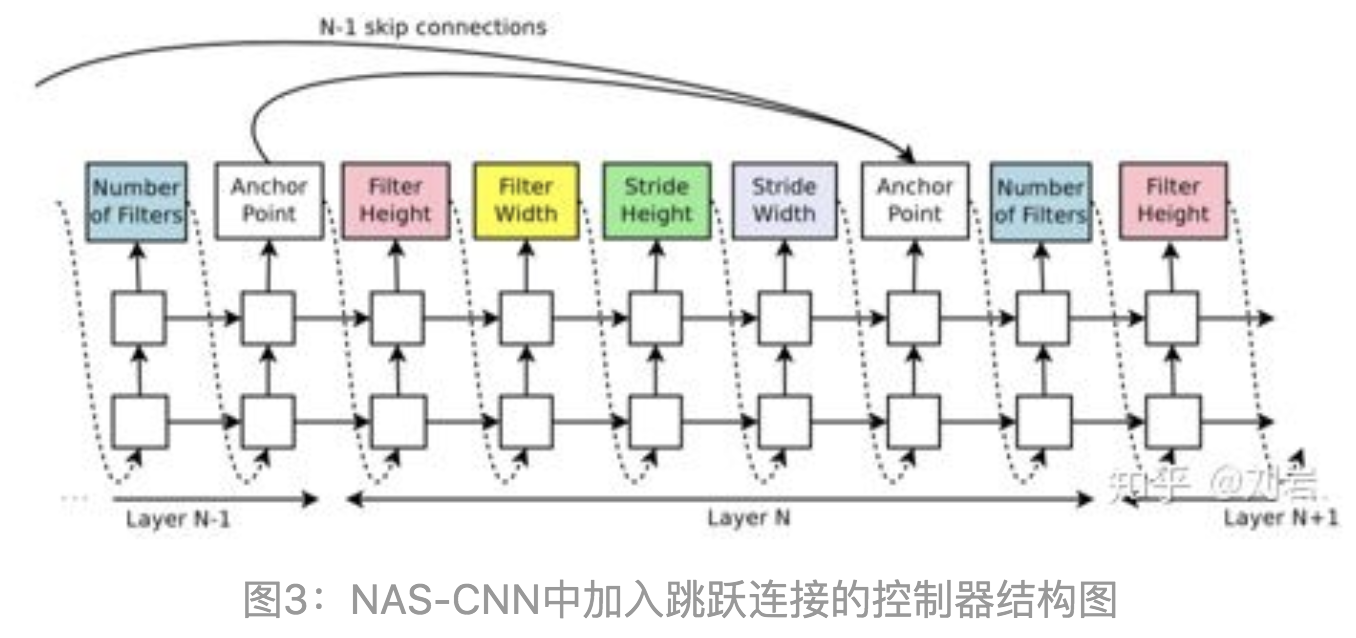 N-1 skip connections
Number
of Filters
Anchor
Point
Filter
Height
Filter
Width
Stride
Height
Stride
Width
Anchor
Point
Number
of Filters
Filter
Height
...
Layer N-1
Layer N
Layer N+1
知乎 @刘岩
图3：NAS-CNN中加入跳跃连接的控制器结构图